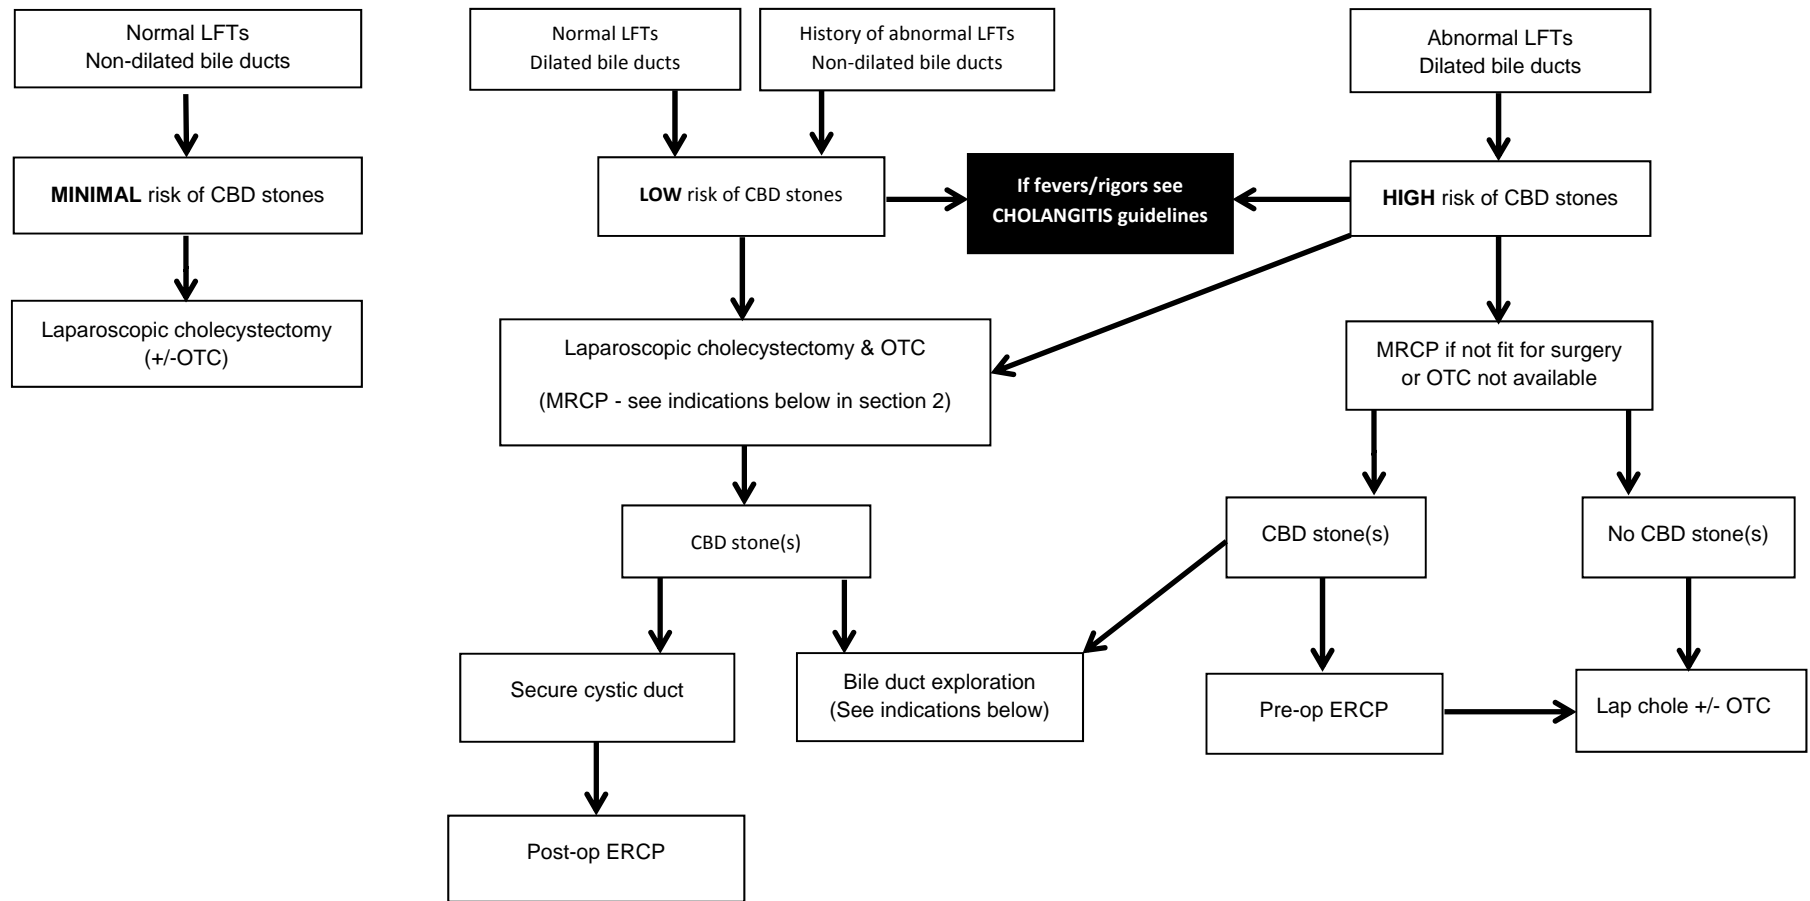 Normal LFTs
Non-dilated bile ducts
Normal LFTs
Dilated bile ducts
History of abnormal LFTs
Non-dilated bile ducts
Abnormal LFTs
Dilated bile ducts
MINIMAL risk of CBD stones
LOW risk of CBD stones
If fevers/rigors see
CHOLANGITIS guidelines
HIGH risk of CBD stones
Laparoscopic cholecystectomy
(+/-OTC)
Laparoscopic cholecystectomy & OTC
(MRCP - see indications below in section 2)
MRCP if not fit for surgery
or OTC not available
CBD stone(s)
CBD stone(s)
No CBD stone(s)
Secure cystic duct
Bile duct exploration
(See indications below)
Pre-op ERCP
Lap chole +/- OTC
Post-op ERCP